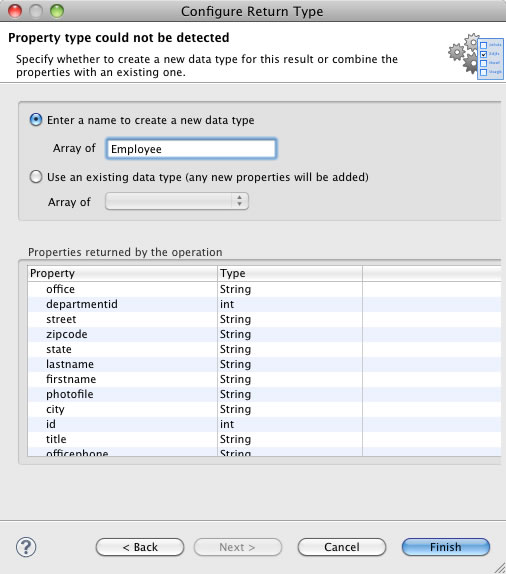 Configure Return Type
Property type could not be detected
Specify whether to create a new data type for this result or combine the
properties with an existing one.
Enter a name to create a new data type
Array of Employee
Use an existing data type (any new properties will be added)
Array of
Properties returned by the operation
Property Type
office String
departmentid int
street String
zipcode String
state String
lastname String
firstname String
photofile String
city String
id int
title String
officephone String
? < Back Next > Cancel Finish